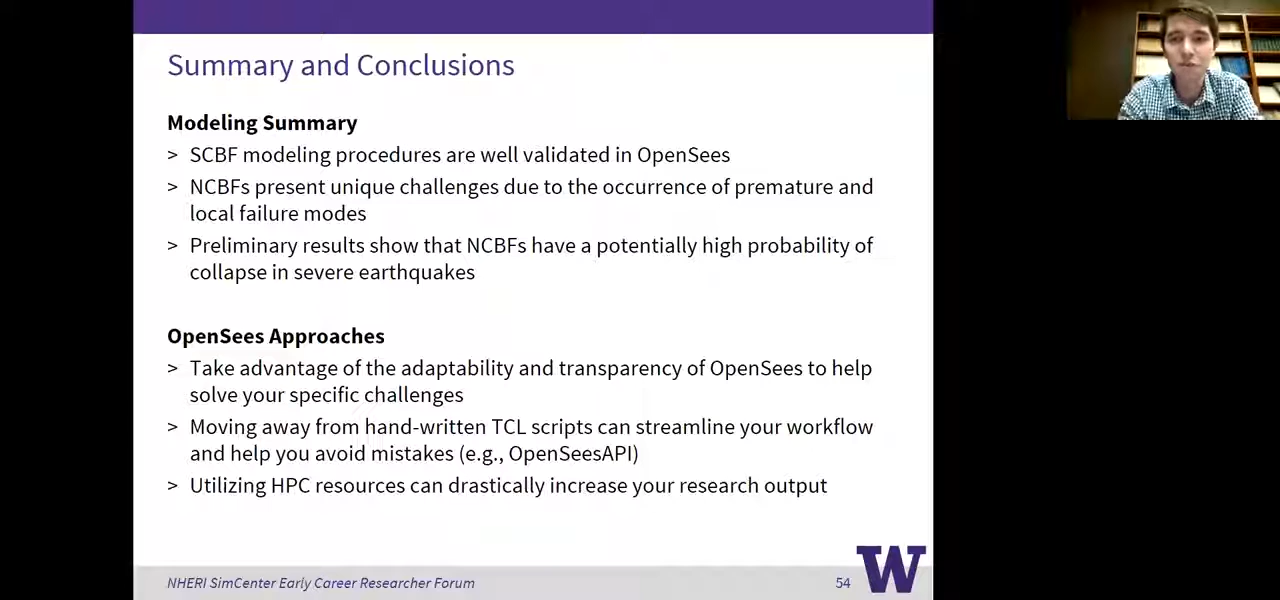 Summary and Conclusions
Modeling Summary
> SCBF modeling procedures are well validated in OpenSees
> NCBFs present unique challenges due to the occurrence of premature and
local failure modes
> Preliminary results show that NCBFs have a potentially high probability of
collapse in severe earthquakes
OpenSees Approaches
> Take advantage of the adaptability and transparency of OpenSees to help
solve your specific challenges
> Moving away from hand-written TCL scripts can streamline your workflow
and help you avoid mistakes (e.g., OpenSeesAPI)
> Utilizing HPC resources can drastically increase your research output
NHERI SimCenter Early Career Researcher Forum
54
W